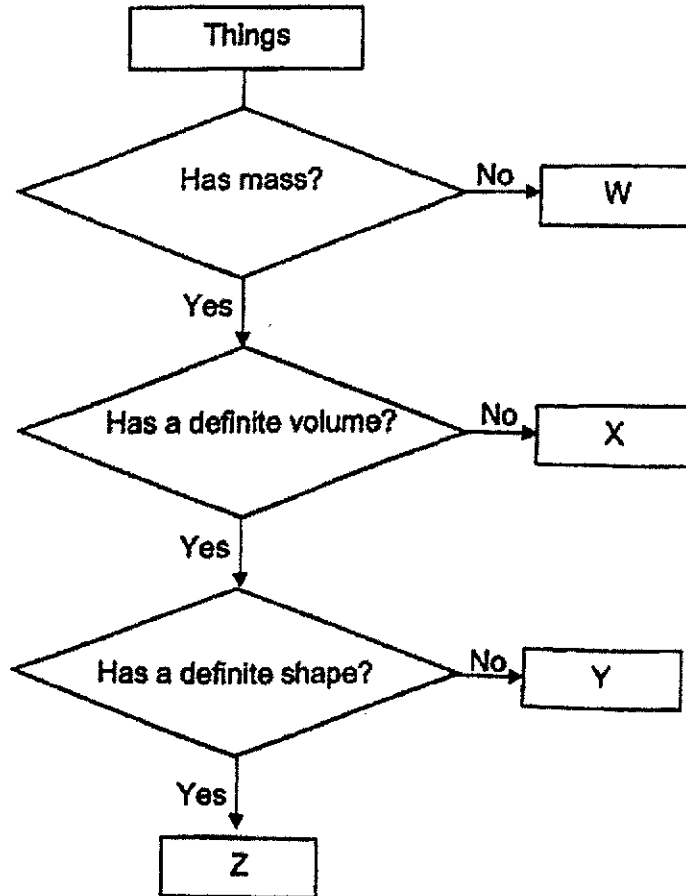 Things
Has mass?
No
W
Yes
Has a definite volume?
No
X
Yes
Has a definite shape?
No
Y
Yes
Z